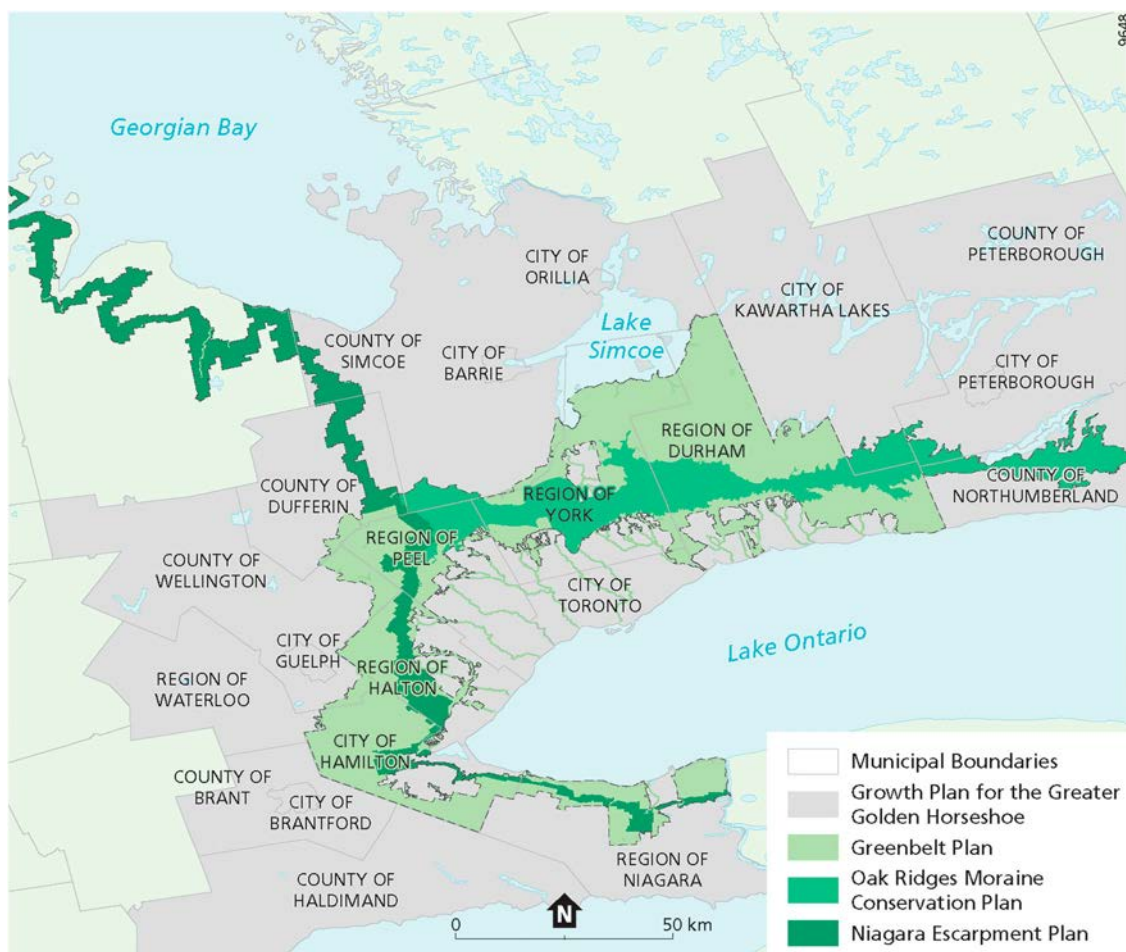 9648
Georgian Bay
CITY OF
ORILLIA
COUNTY OF
PETERBOROUGH
CITY OF
KAWARTHA LAKES
Lake
Simcoe
COUNTY OF
SIMCOE
CITY OF
BARRIE
CITY OF
PETERBOROUGH
REGION OF
DURHAM
COUNTY OF
NORTHUMBERLAND
COUNTY OF
DUFFERIN
REGION OF
YORK
REGION OF
PEEL
COUNTY OF
WELLINGTON
CITY OF
TORONTO
CITY OF
GUELPH
Lake Ontario
REGION OF
HALTON
REGION OF
WATERLOO
CITY OF
HAMILTON
COUNTY OF
BRANT
CITY OF
BRANTFORD
REGION OF
NIAGARA
COUNTY OF
HALDIMAND
N
0 50 km
Municipal Boundaries
Growth Plan for the Greater
Golden Horseshoe
Greenbelt Plan
Oak Ridges Moraine
Conservation Plan
Niagara Escarpment Plan